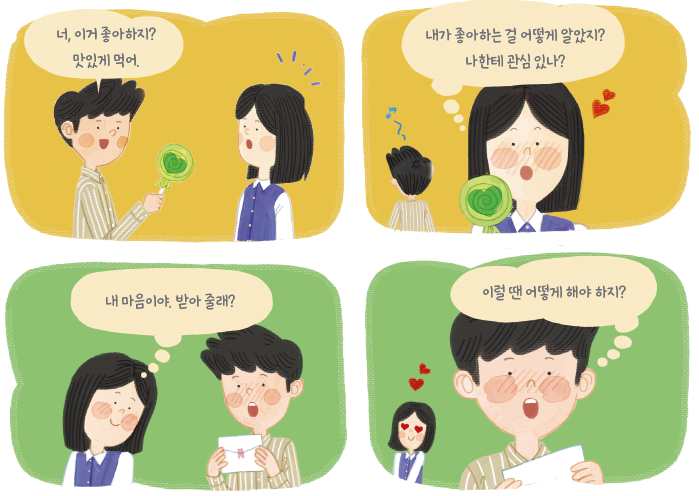 너, 이거 좋아하지?
맛있게 먹어.
내가 좋아하는 걸 어떻게 알았지?
나한테 관심 있나?
내 마음이야. 받아 줄래?
이럴 땐 어떻게 해야 하지?